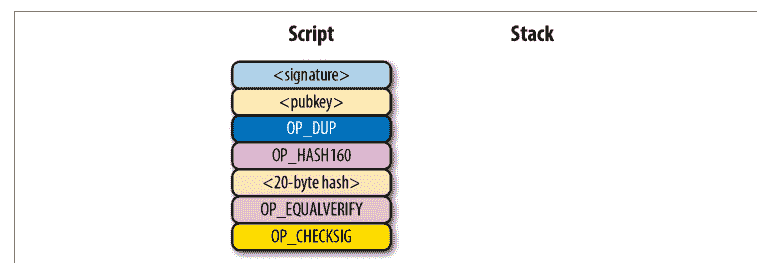 Script Stack
<signature>
<pubkey>
OP_DUP
OP_HASH160
<20-byte hash>
OP_EQUALVERIFY
OP_CHECKSIG